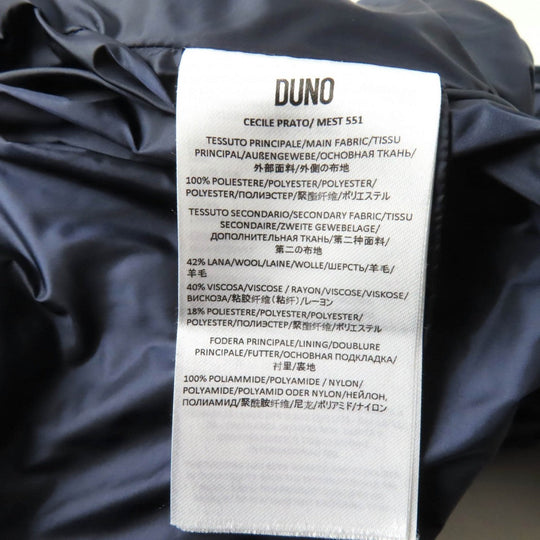 DUNO
CECILE PRATO/ MEST 551
TESSUTO PRINCIPALE/MAIN FABRIC/TISSU
PRINCIPAL/AUßENGEWEBE/ОСНОВНАЯ ТКАНЬ/
外部面料/外側の布地
100% POLIESTERE/POLYESTER/POLYESTER/
POLYESTER/ПОЛИЭСТЕР/聚酯纤维/ポリエステル
TESSUTO SECONDARIO/SECONDARY FABRIC/TISSU
SECONDAIRE/ZWEITE GEWEBELAGE/
ДОПОЛНИТЕЛЬНАЯ ТКАНЬ/第二种面料/
第二の布地
42% LANA/WOOL/LAINE/WOLLE/ШЕРСТЬ/羊毛/
羊毛
40% VISCOSA/VISCOSE / RAYON/VISCOSE/VISKOSE/
ВИСКОЗА/粘胶纤维(粘纤)/レーヨン
18% POLIESTERE/POLYESTER/POLYESTER/
POLYESTER/ПОЛИЭСТЕР/聚酯纤维/ポリエステル
FODERA PRINCIPALE/LINING/DOUBLURE
PRINCIPALE/FUTTER/ОСНОВНАЯ ПОДКЛАДКА/
衬里/裏地
100% POLIAMMIDE/POLYAMIDE / NYLON/
POLYAMIDE/POLYAMID ODER NYLON/НЕЙЛОН,
ПОЛИАМИД/聚酰胺纤维/尼龙/ポリアミド/ナイロン